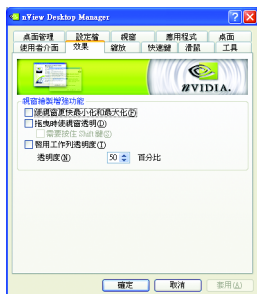 nView Desktop Manager
桌面管理 設定檔 視窗 應用程式 桌面
使用者介面 效果 縮放 快速鍵 滑鼠 工具
nVIDIA.
視窗繪製增強功能
使視窗更快最小化和最大化(P)
拖曳時使視窗透明(D)
需要按住 Shift 鍵(S)
啟用工作列透明度(T)
透明度(N) 50 百分比
確定 取消 套用(A)